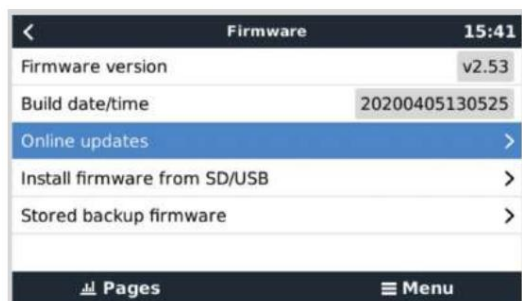 Firmware 15:41
Firmware version v2.53
Build date/time 20200405130525
Online updates
Install firmware from SD/USB
Stored backup firmware
Pages Menu